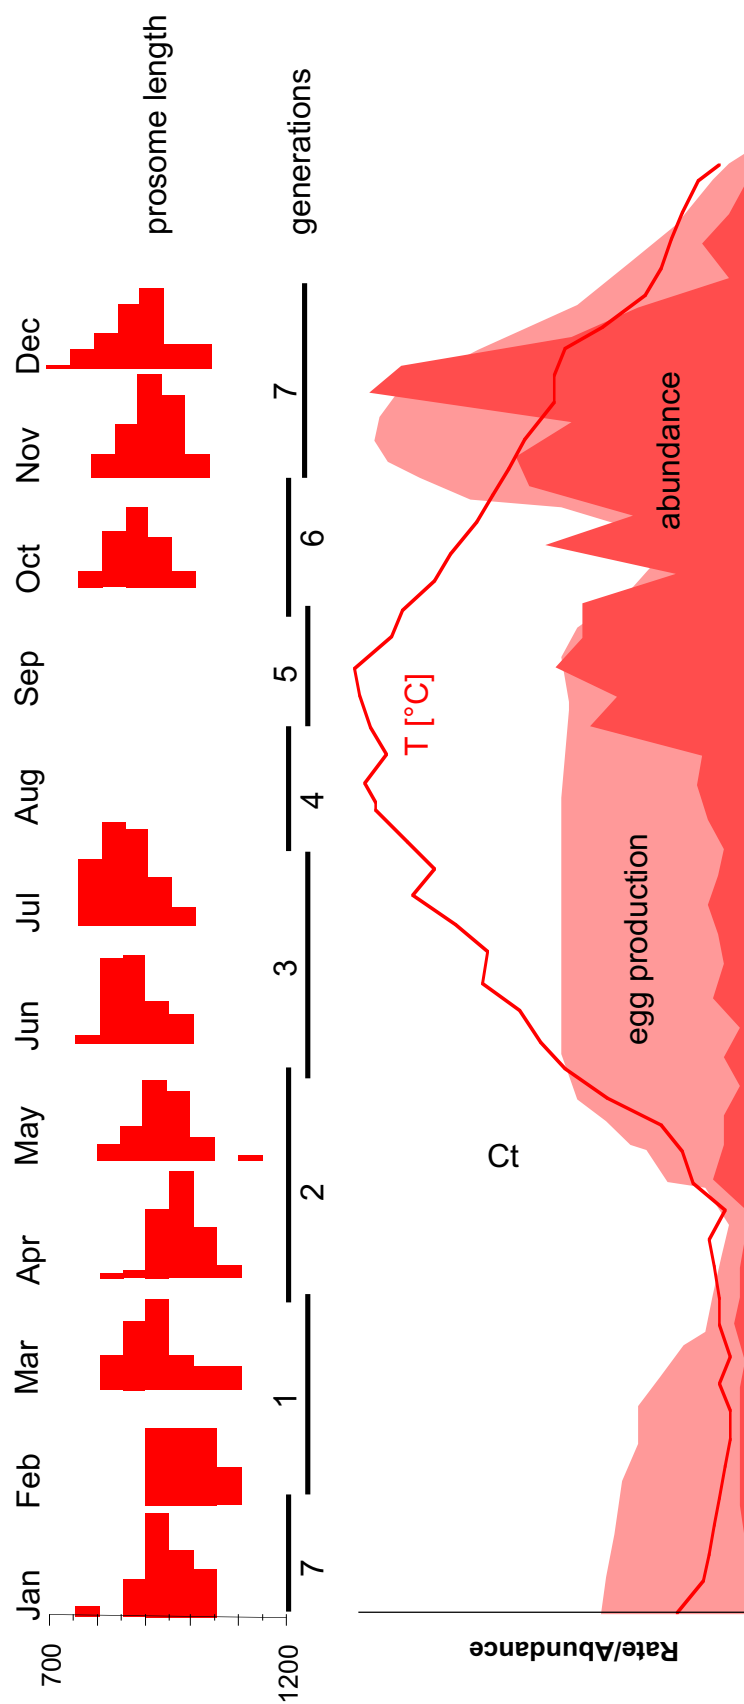 Jan Feb Mar Apr May Jun Jul Aug Sep Oct Nov Dec
700
prosome length
1200
generations
7 1 2 3 4 5 6 7
T [°C]
Ct
egg production
abundance
Rate/Abundance